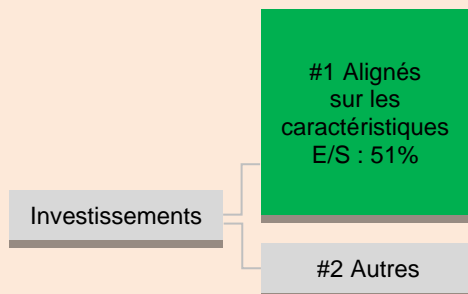 #1 Alignés
sur les
caractéristiques
E/S : 51%
Investissements
#2 Autres